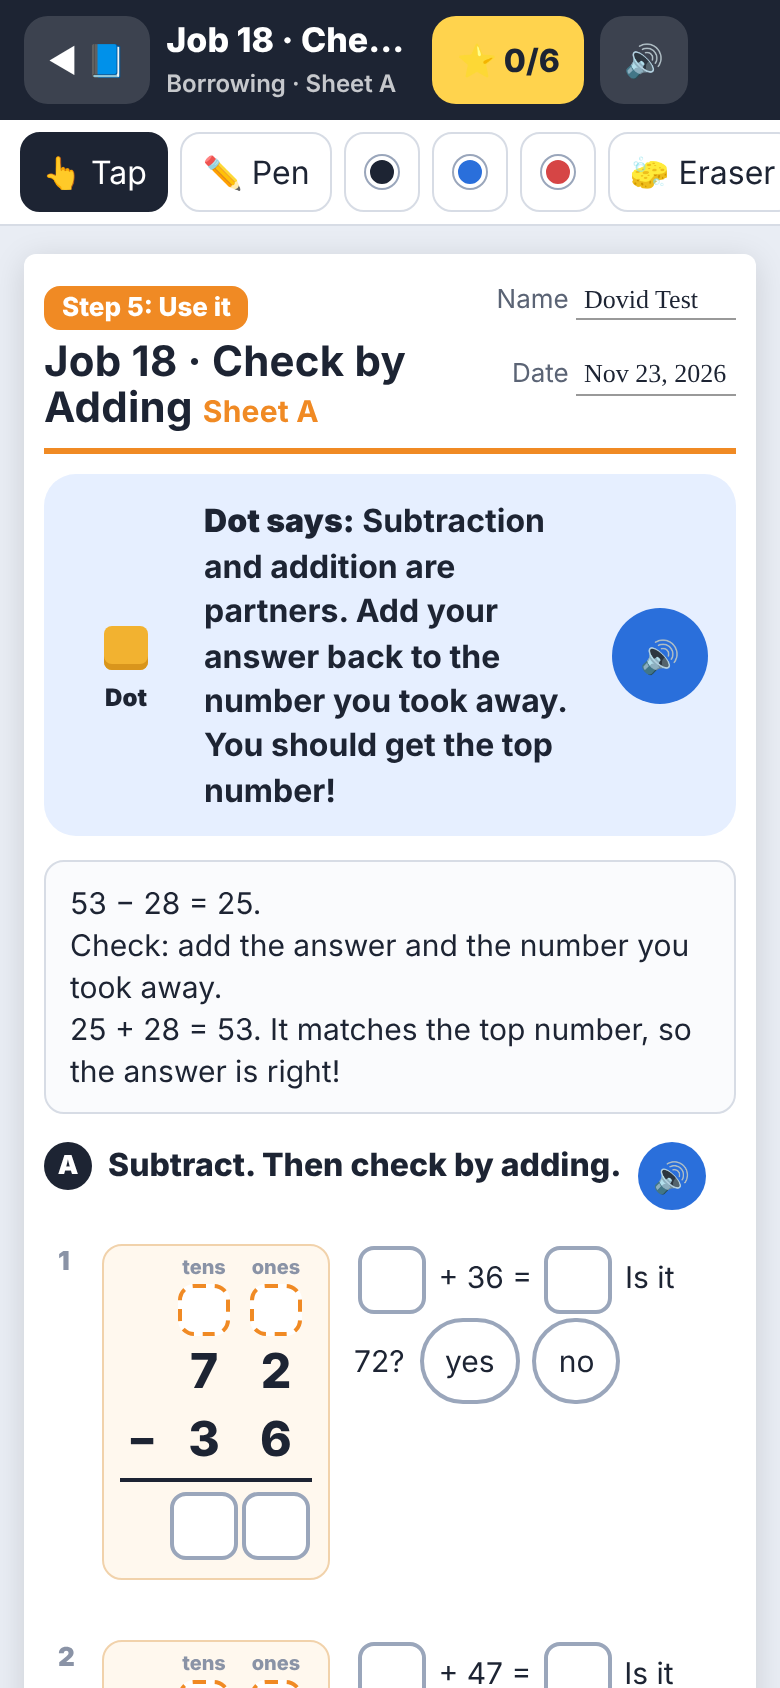 Job 18 · Che...
Borrowing · Sheet A
0/6
Tap
Pen
Eraser
Step 5: Use it
Name Dovid Test
Job 18 · Check by
Adding Sheet A
Date Nov 23, 2026
Dot says: Subtraction
and addition are
partners. Add your
answer back to the
number you took away.
You should get the top
number!
Dot
53 − 28 = 25.
Check: add the answer and the number you
took away.
25 + 28 = 53. It matches the top number, so
the answer is right!
A Subtract. Then check by adding.
1
tens ones
7 2
− 3 6
+ 36 = Is it
72? yes no
2
tens ones
+ 47 = Is it